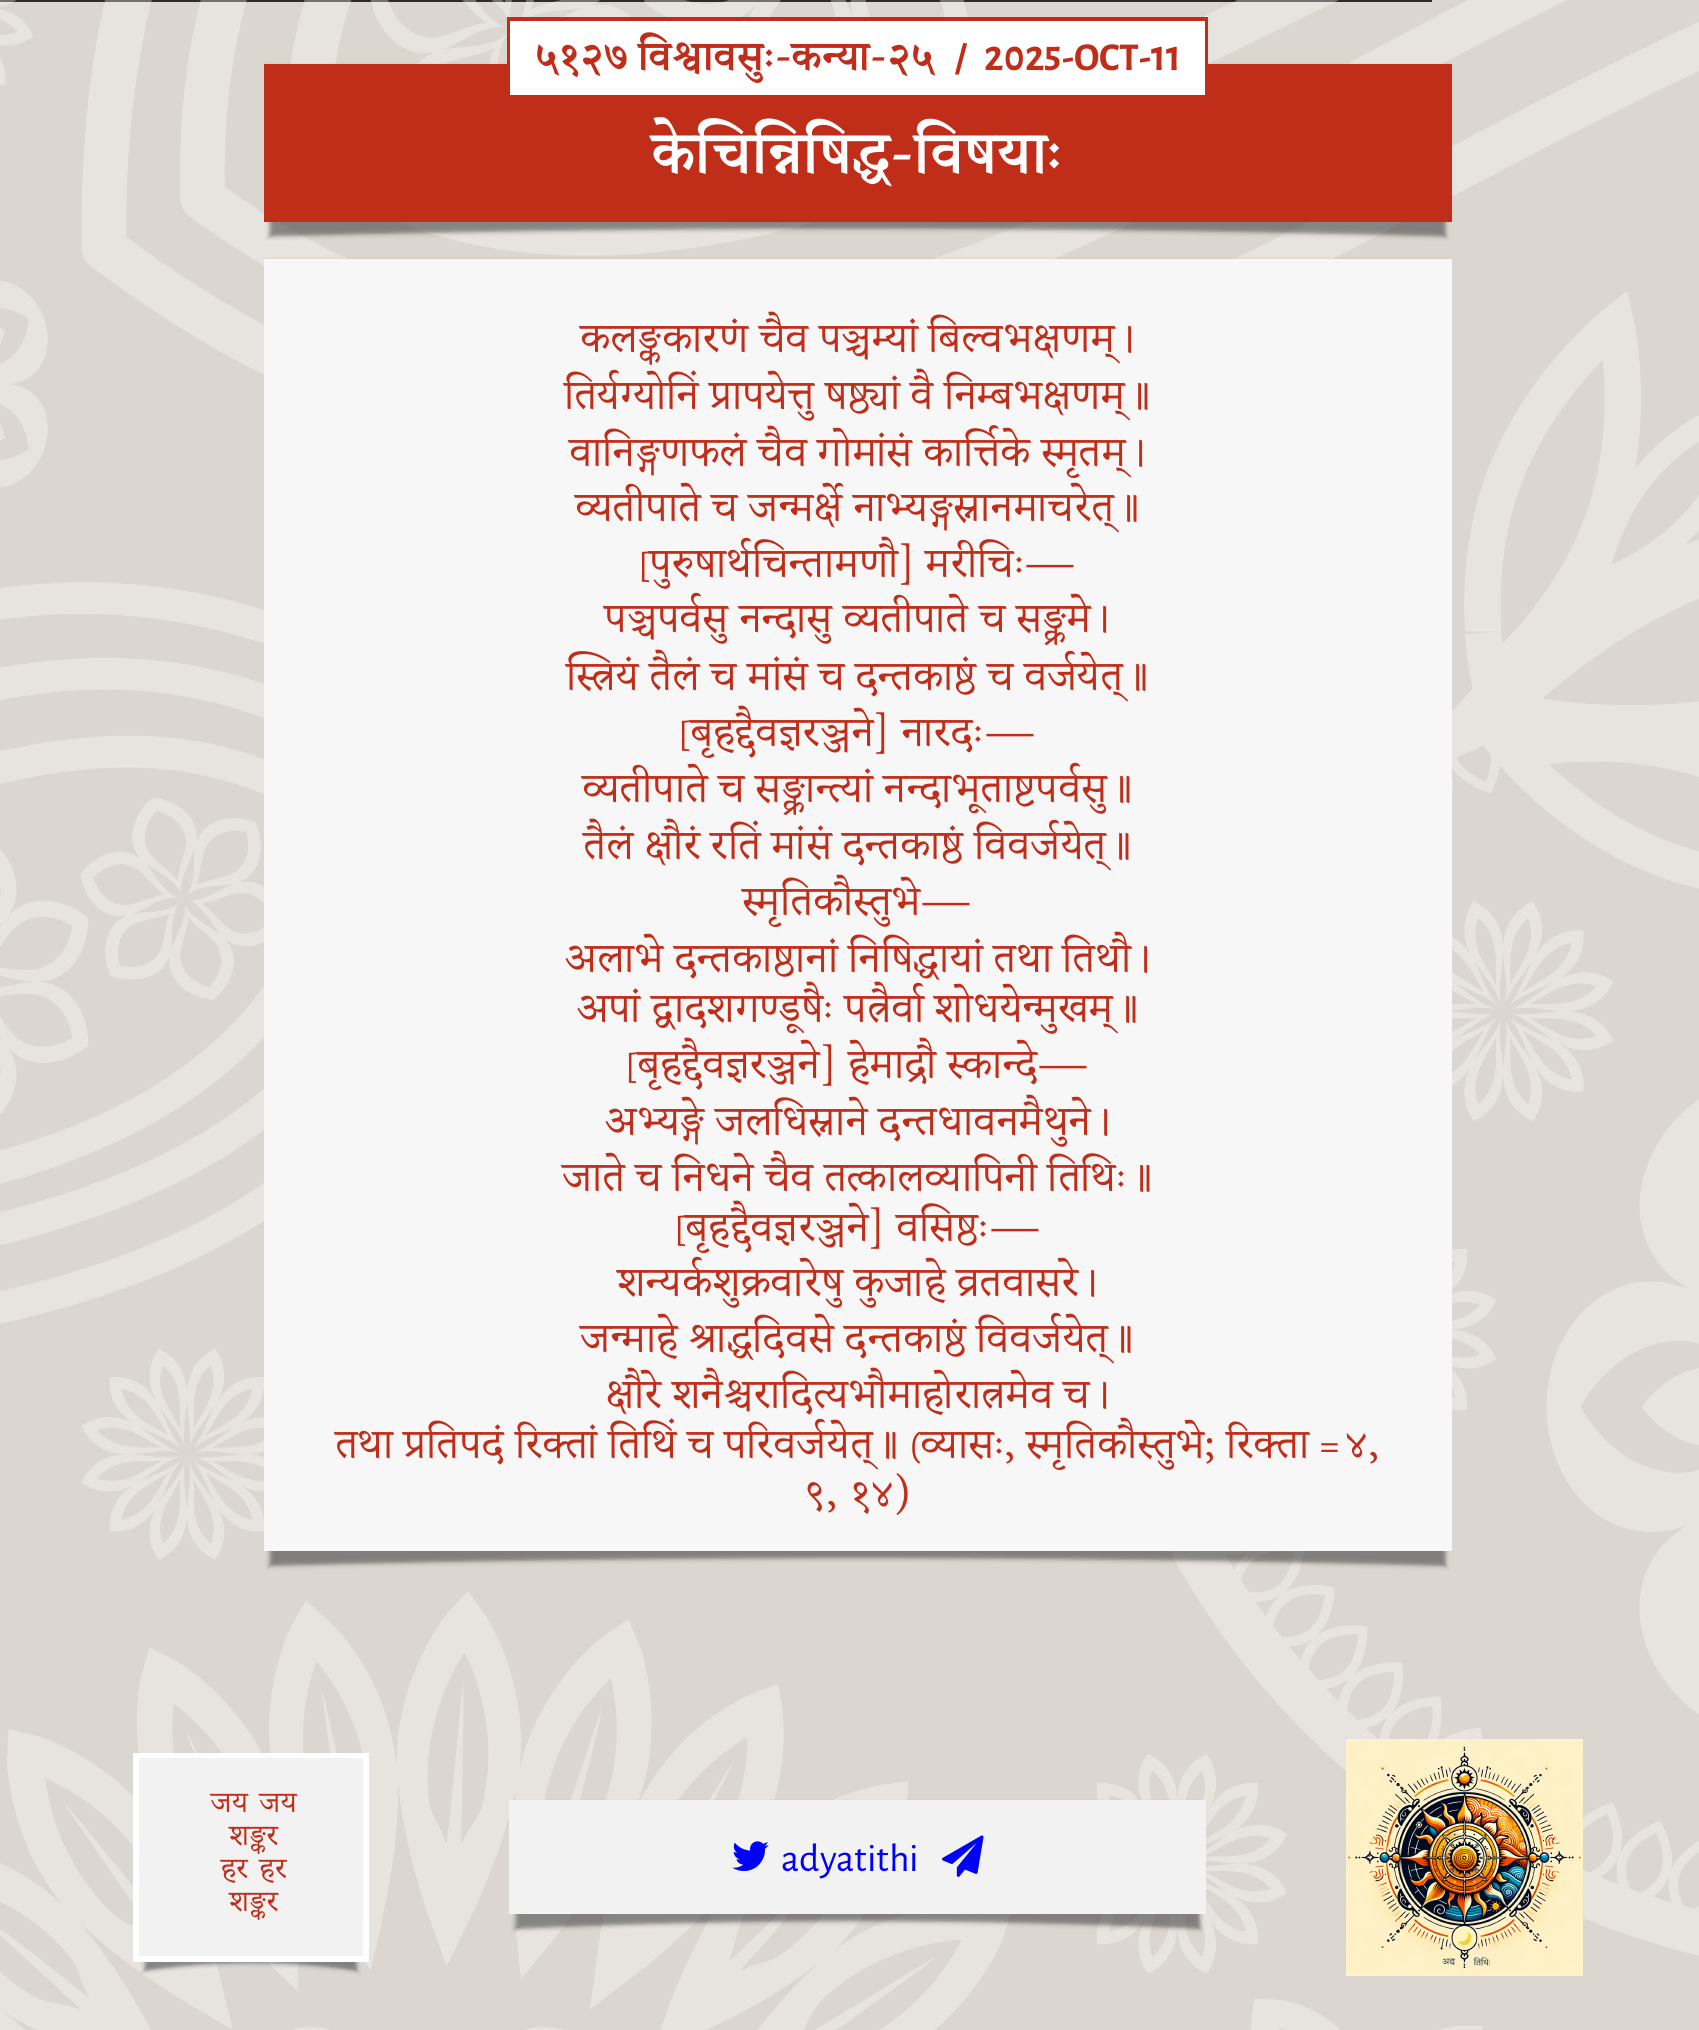 ५१२७ विश्वावसुः-कन्या-२५ / 2025-OCT-11
केचिन्निषिद्ध-विषयाः
कलङ्ककारणं चैव पञ्चम्यां बिल्वभक्षणम्।
तिर्यग्योनिं प्रापयेत्तु षष्ठ्यां वै निम्बभक्षणम्॥
वानिङ्गणफलं चैव गोमांसं कार्त्तिके स्मृतम्।
व्यतीपाते च जन्मर्क्षे नाभ्यङ्गस्नानमाचरेत्॥
[पुरुषार्थचिन्तामणौ] मरीचिः—
पञ्चपर्वसु नन्दासु व्यतीपाते च सङ्क्रमे।
स्त्रियं तैलं च मांसं च दन्तकाष्ठं च वर्जयेत्॥
[बृहद्दैवज्ञरञ्जने] नारदः—
व्यतीपाते च सङ्क्रान्त्यां नन्दाभूताष्टपर्वसु॥
तैलं क्षौरं रतिं मांसं दन्तकाष्ठं विवर्जयेत्॥
स्मृतिकौस्तुभे—
अलाभे दन्तकाष्ठानां निषिद्धायां तथा तिथौ।
अपां द्वादशगण्डूषैः पत्रैर्वा शोधयेन्मुखम्॥
[बृहद्दैवज्ञरञ्जने] हेमाद्रौ स्कान्दे—
अभ्यङ्गे जलधिस्नाने दन्तधावनमैथुने।
जाते च निधने चैव तत्कालव्यापिनी तिथिः॥
[बृहद्दैवज्ञरञ्जने] वसिष्ठः—
शन्यर्कशुक्रवारेषु कुजाहे व्रतवासरे।
जन्माहे श्राद्धदिवसे दन्तकाष्ठं विवर्जयेत्॥
क्षौरे शनैश्चरादित्यभौमाहोरात्रमेव च।
तथा प्रतिपदं रिक्तां तिथिं च परिवर्जयेत्॥ (व्यासः, स्मृतिकौस्तुभे; रिक्ता = ४,
९, १४)
जय जय
शङ्कर
हर हर
शङ्कर
adyatithi
अद्य तिथिः